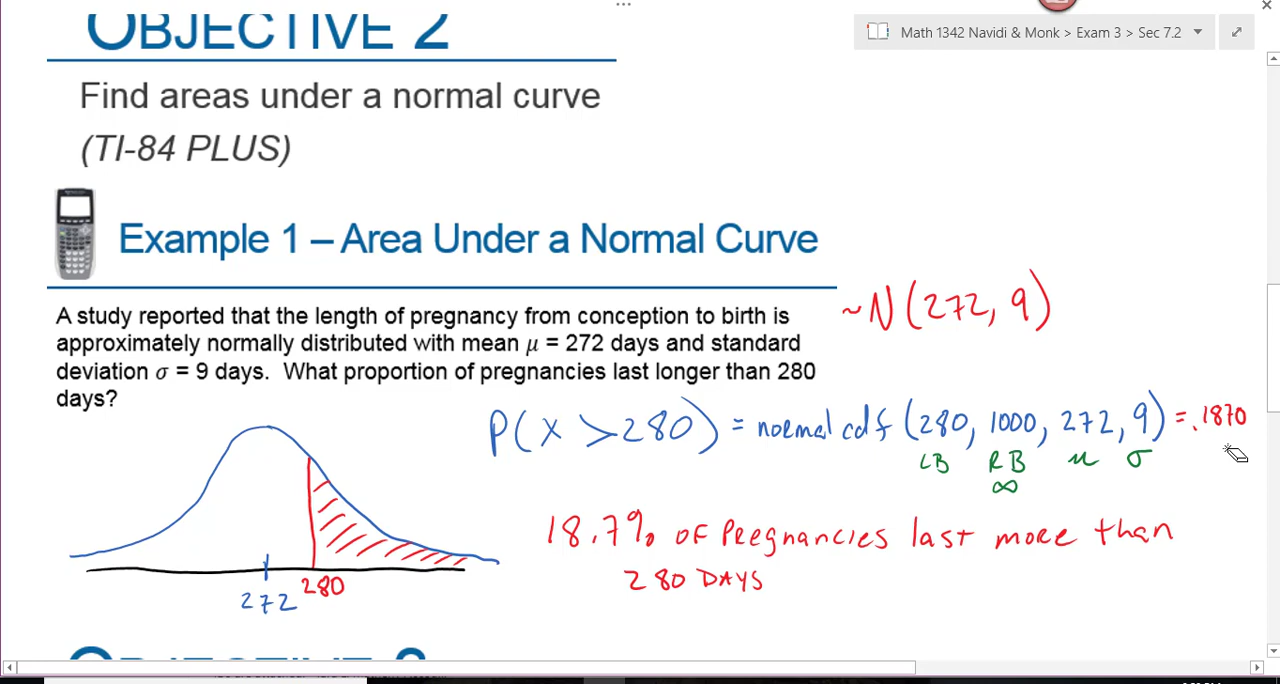 OBJECTIVE 2
Math 1342 Navidi & Monk > Exam 3 > Sec 7.2
Find areas under a normal curve
(TI-84 PLUS)
Example 1 – Area Under a Normal Curve
~N(272, 9)
A study reported that the length of pregnancy from conception to birth is
approximately normally distributed with mean μ = 272 days and standard
deviation σ = 9 days. What proportion of pregnancies last longer than 280
days?
P(X > 280) = normal cdf (280, 1000, 272, 9) = .1870
LB RB μ σ
∞
18.7% OF Pregnancies last more than
280 DAYS
272 280